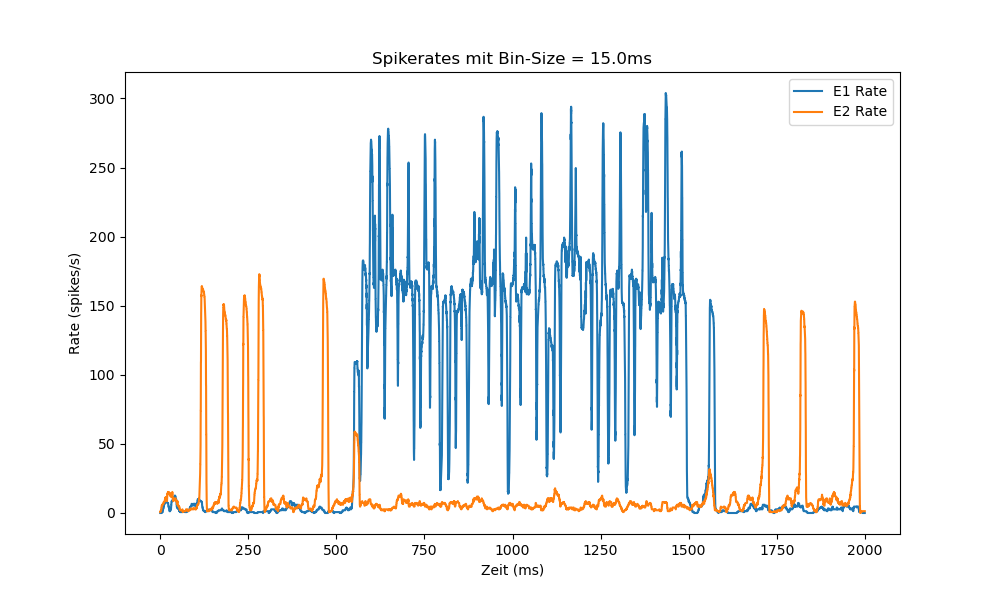 Spikerates mit Bin-Size = 15.0ms
E1 Rate
E2 Rate
300
250
200
150
100
50
0
Rate (spikes/s)
0 250 500 750 1000 1250 1500 1750 2000
Zeit (ms)